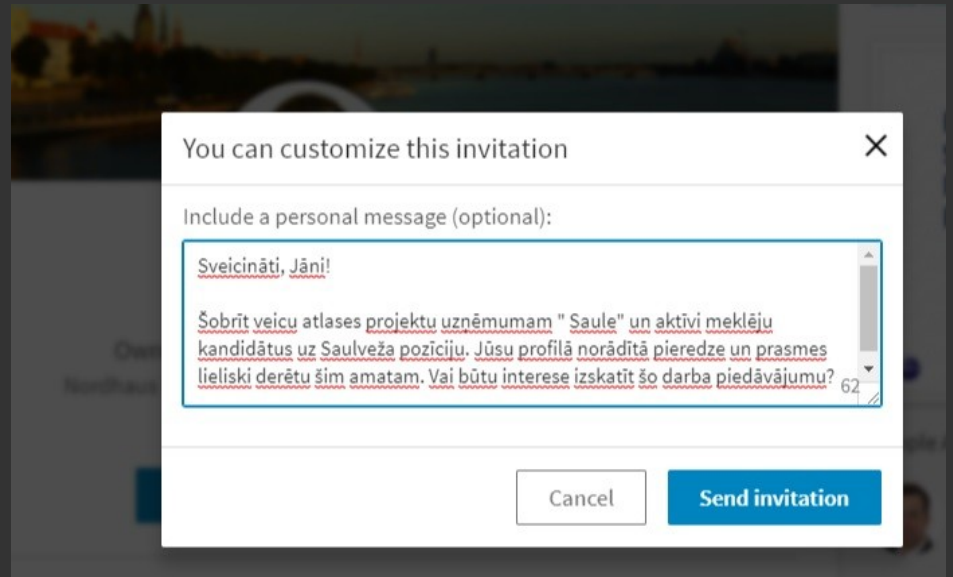 You can customize this invitation
Include a personal message (optional):
Sveicināti, Jāni!
Šobrīt veicu atlases projektu uzņēmumam " Saule" un aktīvi meklēju
kandidātus uz Saulveža pozīciju. Jūsu profilā norādītā pieredze un prasmes
lieliski derētu šim amatam. Vai būtu interese izskatīt šo darba piedāvājumu?
62
Own
Nordhaus
Cancel
Send invitation